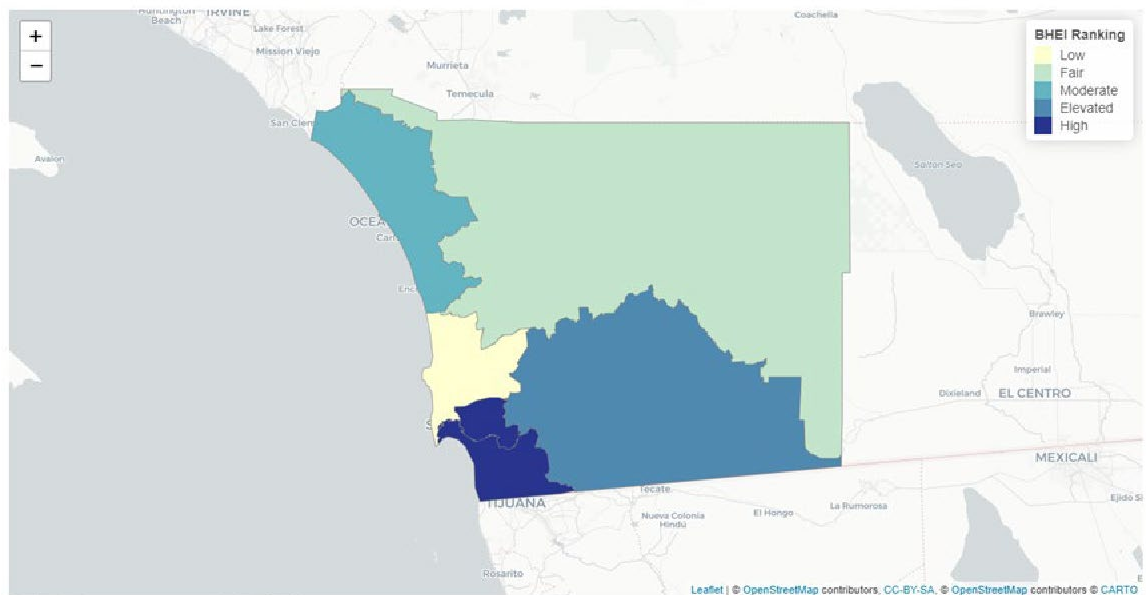 Huntington
Beach
IRVINE
Lake Forest
Mission Viejo
Murrieta
Temecula
Coachella
San Clem
Avalon
Salton Sea
OCEA
Enc
Brawley
Imperial
Dixieland
EL CENTRO
MEXICALI
TIJUANA
Tecate
Nueva Colonia
Hindú
El Hongo
La Rumorosa
Ejido Si
Rosarito
+
−
BHEI Ranking
Low
Fair
Moderate
Elevated
High
Leaflet | © OpenStreetMap contributors, CC-BY-SA, © OpenStreetMap contributors © CARTO